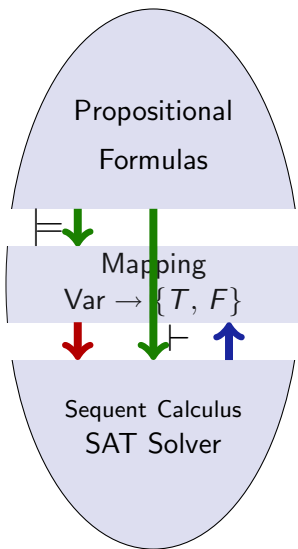 Propositional
Formulas
⊨
Mapping
Var → {T, F}
⊢
Sequent Calculus
SAT Solver